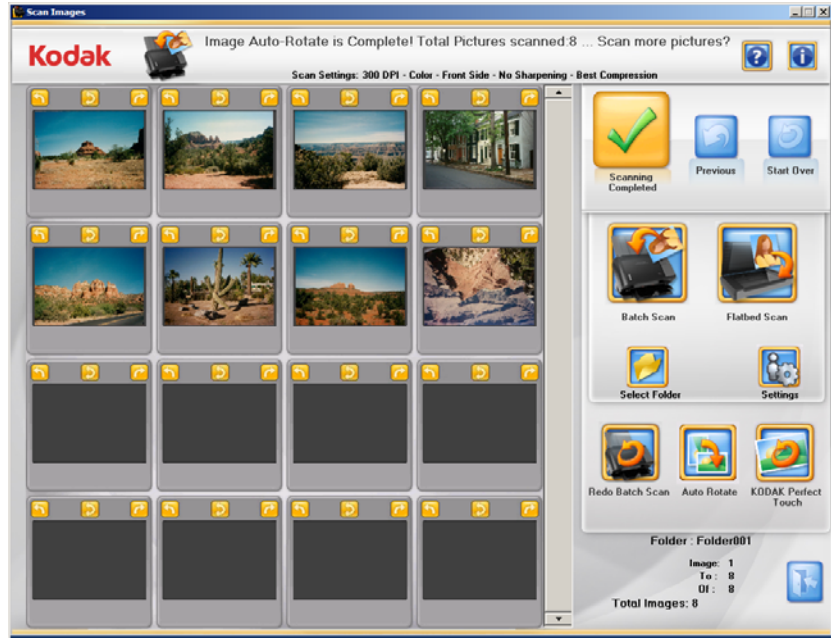 Scan Images
Kodak
Image Auto-Rotate is Complete! Total Pictures scanned:8 ... Scan more pictures?
Scan Settings: 300 DPI - Color - Front Side - No Sharpening - Best Compression
Scanning
Completed
Previous
Start Over
Batch Scan
Flatbed Scan
Select Folder
Settings
Redo Batch Scan
Auto Rotate
KODAK Perfect
Touch
Folder : Folder001
Image: 1
To : 8
Of : 8
Total Images: 8